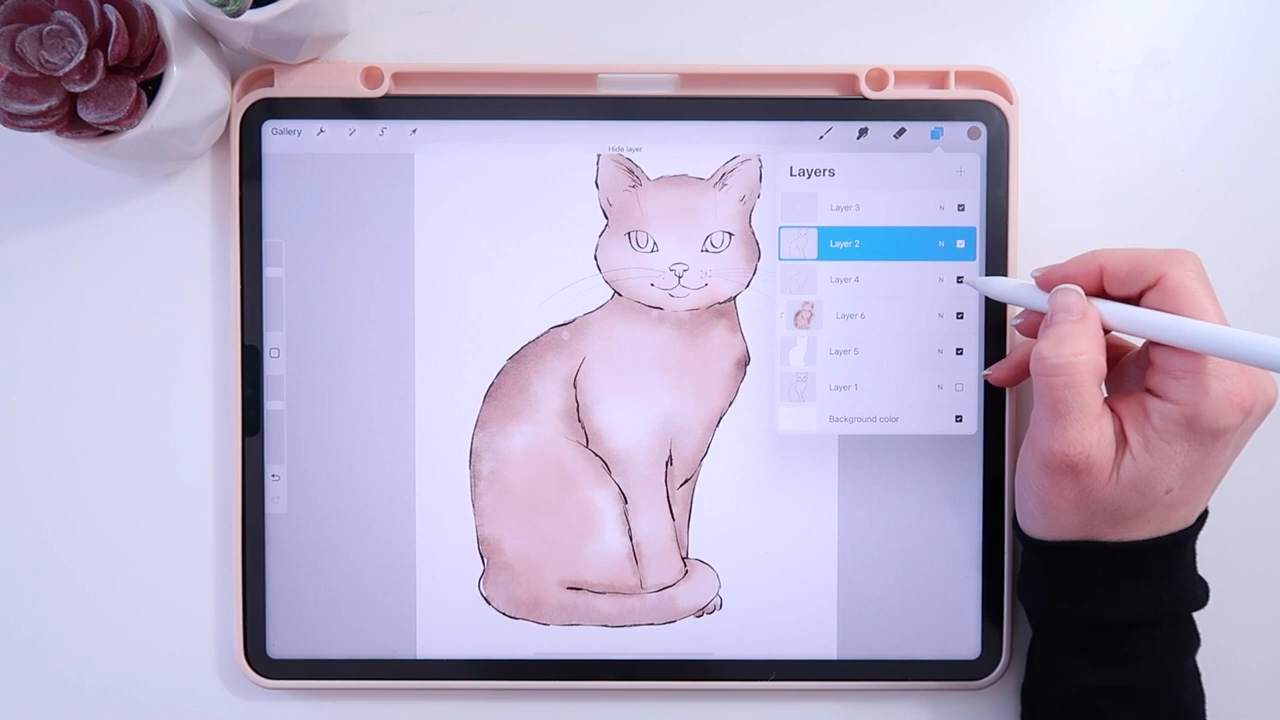 Gallery
Hide layer
Layers
Layer 3 N
Layer 2 N
Layer 4 N
Layer 6 N
Layer 5 N
Layer 1 N
Background color